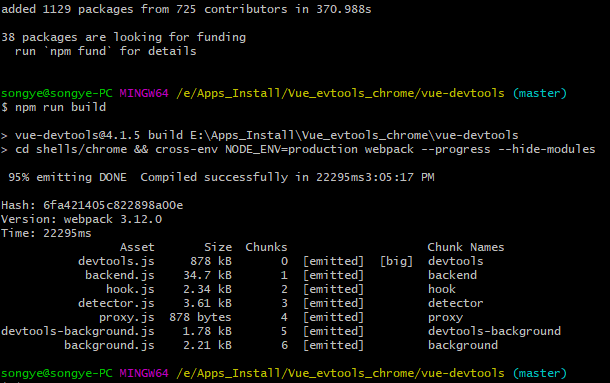 added 1129 packages from 725 contributors in 370.988s
38 packages are looking for funding
run `npm fund` for details
songye@songye-PC MINGW64 /e/Apps_Install/Vue_evtools_chrome/vue-devtools (master)
$ npm run build
> vue-devtools@4.1.5 build E:\Apps_Install\Vue_evtools_chrome\vue-devtools
> cd shells/chrome && cross-env NODE_ENV=production webpack --progress --hide-modules
95% emitting DONE  Compiled successfully in 22295ms3:05:17 PM
Hash: 6fa421405c822898a00e
Version: webpack 3.12.0
Time: 22295ms
Asset Size Chunks Chunk Names
devtools.js 878 kB 0 [emitted] [big] devtools
backend.js 34.7 kB 1 [emitted] backend
hook.js 2.34 kB 2 [emitted] hook
detector.js 3.61 kB 3 [emitted] detector
proxy.js 878 bytes 4 [emitted] proxy
devtools-background.js 1.78 kB 5 [emitted] devtools-background
background.js 2.21 kB 6 [emitted] background
songye@songye-PC MINGW64 /e/Apps_Install/Vue_evtools_chrome/vue-devtools (master)